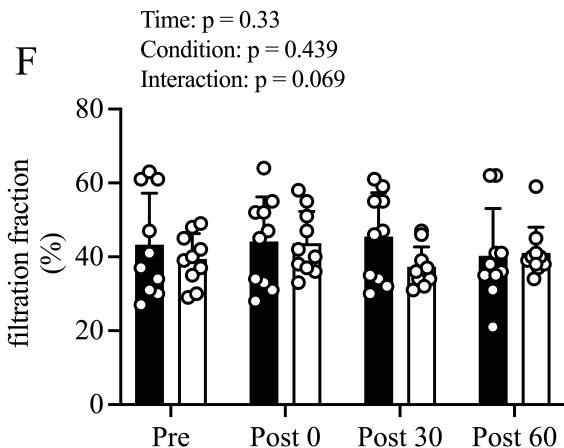 Time: p = 0.33
Condition: p = 0.439
Interaction: p = 0.069
F
filtration fraction
(%)
80
60
40
20
0
Pre
Post 0
Post 30
Post 60